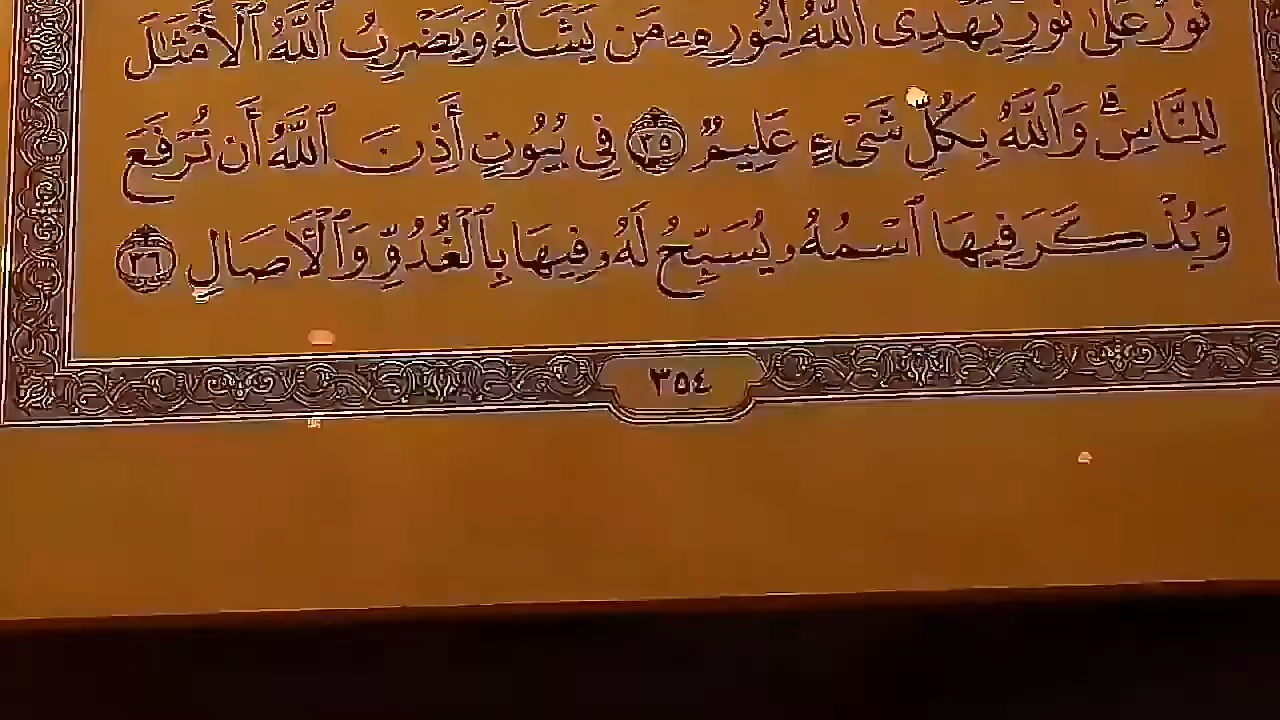 نُورٌ عَلَىٰ نُورٍ يَهْدِى ٱللَّهُ لِنُورِهِۦ مَن يَشَآءُ وَيَضْرِبُ ٱللَّهُ ٱلْأَمْثَٰلَ
لِلنَّاسِ ۗ وَٱللَّهُ بِكُلِّ شَىْءٍ عَلِيمٌ ٣٥ فِى بُيُوتٍ أَذِنَ ٱللَّهُ أَن تُرْفَعَ
وَيُذْكَرَ فِيهَا ٱسْمُهُۥ يُسَبِّحُ لَهُۥ فِيهَا بِٱلْغُدُوِّ وَٱلْءَاصَالِ ٣٦
٣٥٤